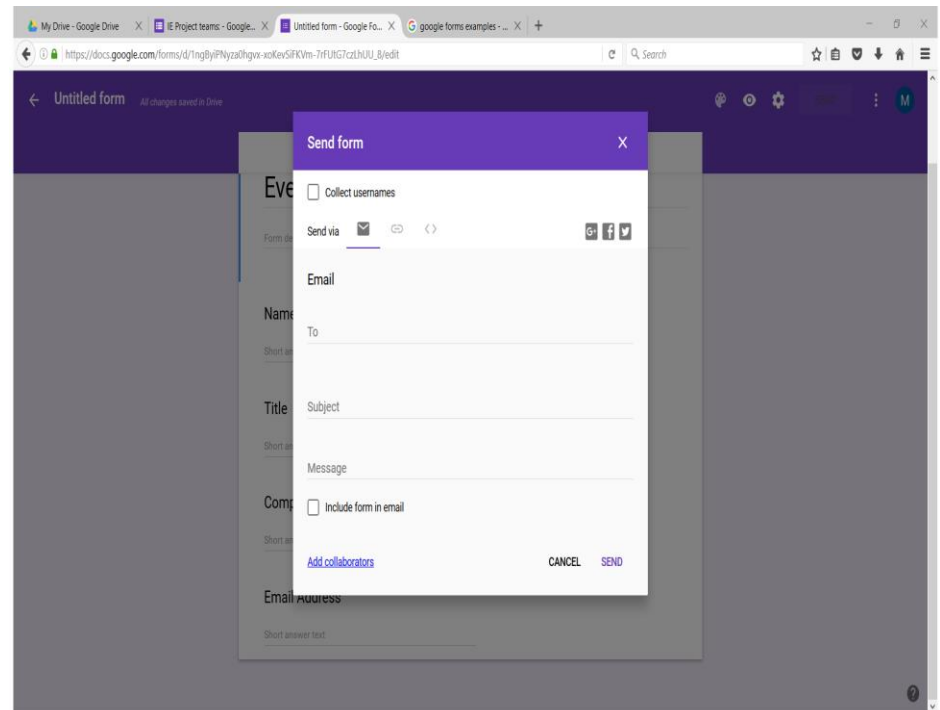 My Drive - Google Drive
IE Project teams: - Google...
Untitled form - Google Fo...
google forms examples - ...
https://docs.google.com/forms/d/1ngByiPNyza0hgvx-xoKevSiFKVm-7rFUtG7czLhUU_8/edit
Search
Untitled form
All changes saved in Drive
M
Send form
X
Eve
Collect usernames
Form de
Send via
G+
Email
Name
To
Short an
Title
Subject
Short an
Message
Comp
Include form in email
Short an
Add collaborators
CANCEL
SEND
Email Address
Short answer text